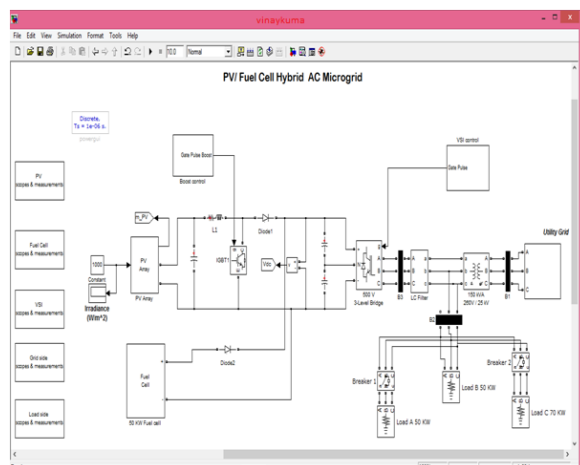 vinaykuma
File Edit View Simulation Format Tools Help
10.0 Normal
PV/ Fuel Cell Hybrid AC Microgrid
Discrete,
Ts = 1e-06 s.
powergui
PV
scopes & measurements
Fuel Cell
scopes & measurements
VSI
scopes & measurements
Grid side
scopes & measurements
Load side
scopes & measurements
Gate Pulse Boost
Boost control
VSI control
Gate Pulse
m_PV
L1
Diode1
IGBT1
Vdc
1000
Constant
Irradiance
(W/m^2)
PV
Array
PV Array
500 V
3-Level Bridge
B3
LC Filter
150 kVA
260V / 25 kV
B1
Utility Grid
B2
Diode2
Fuel
Cell
50 KW Fuel cell
Breaker 1
Load A 50 KW
Load B 50 KW
Breaker 2
Load C 70 KW